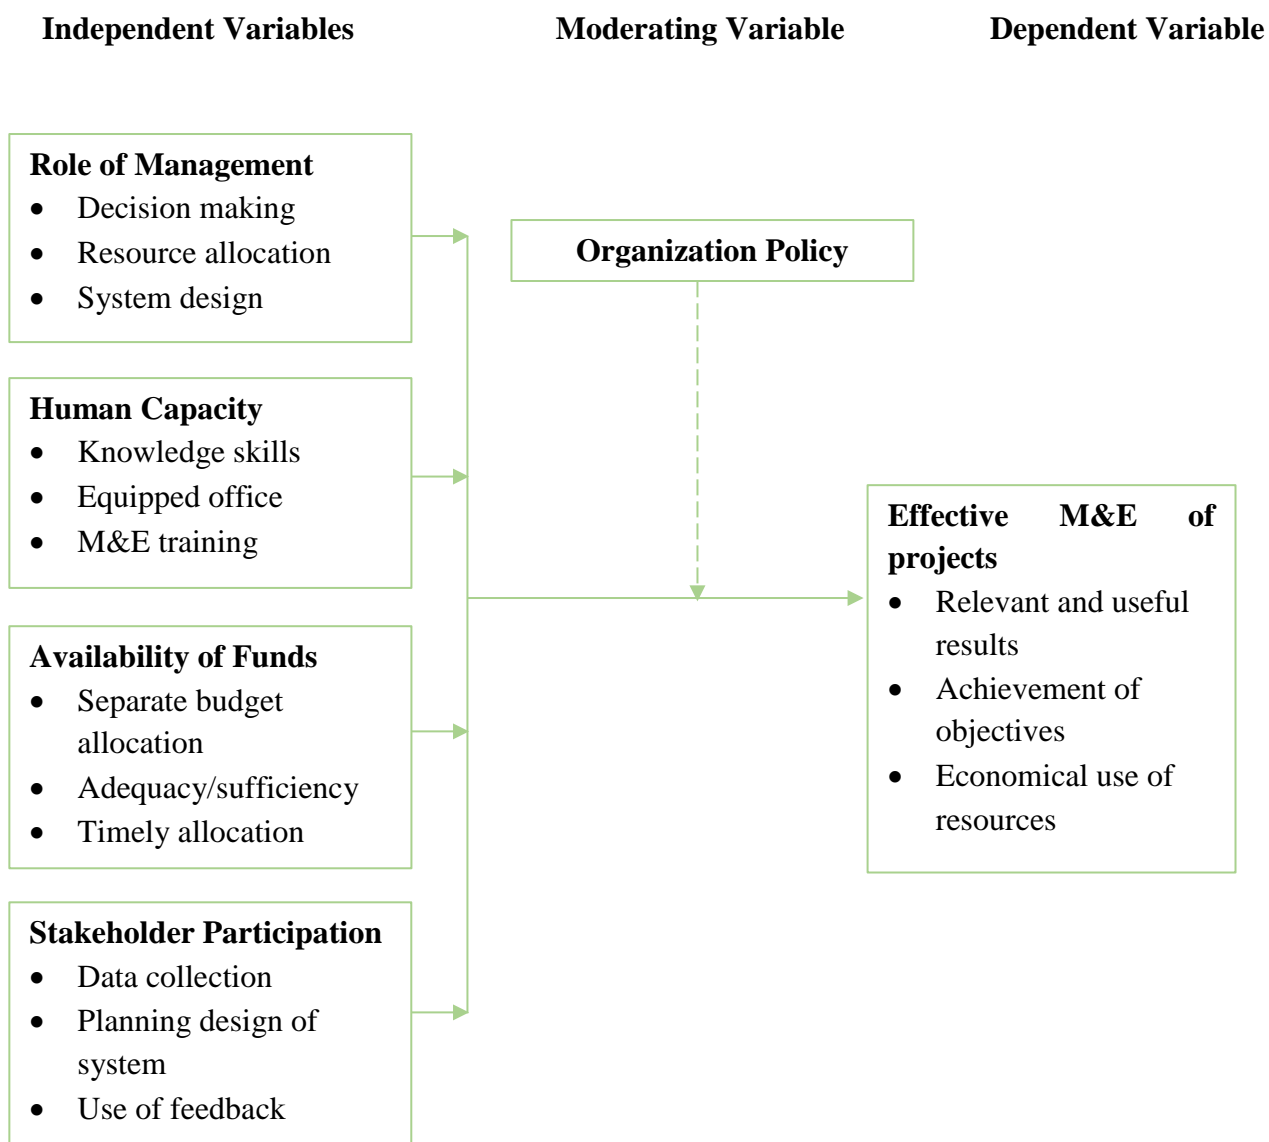 Independent Variables
Moderating Variable
Dependent Variable
Role of Management
• Decision making
• Resource allocation
• System design
Organization Policy
Human Capacity
• Knowledge skills
• Equipped office
• M&E training
Availability of Funds
• Separate budget
allocation
• Adequacy/sufficiency
• Timely allocation
Stakeholder Participation
• Data collection
• Planning design of
system
• Use of feedback
Effective M&E of
projects
• Relevant and useful
results
• Achievement of
objectives
• Economical use of
resources